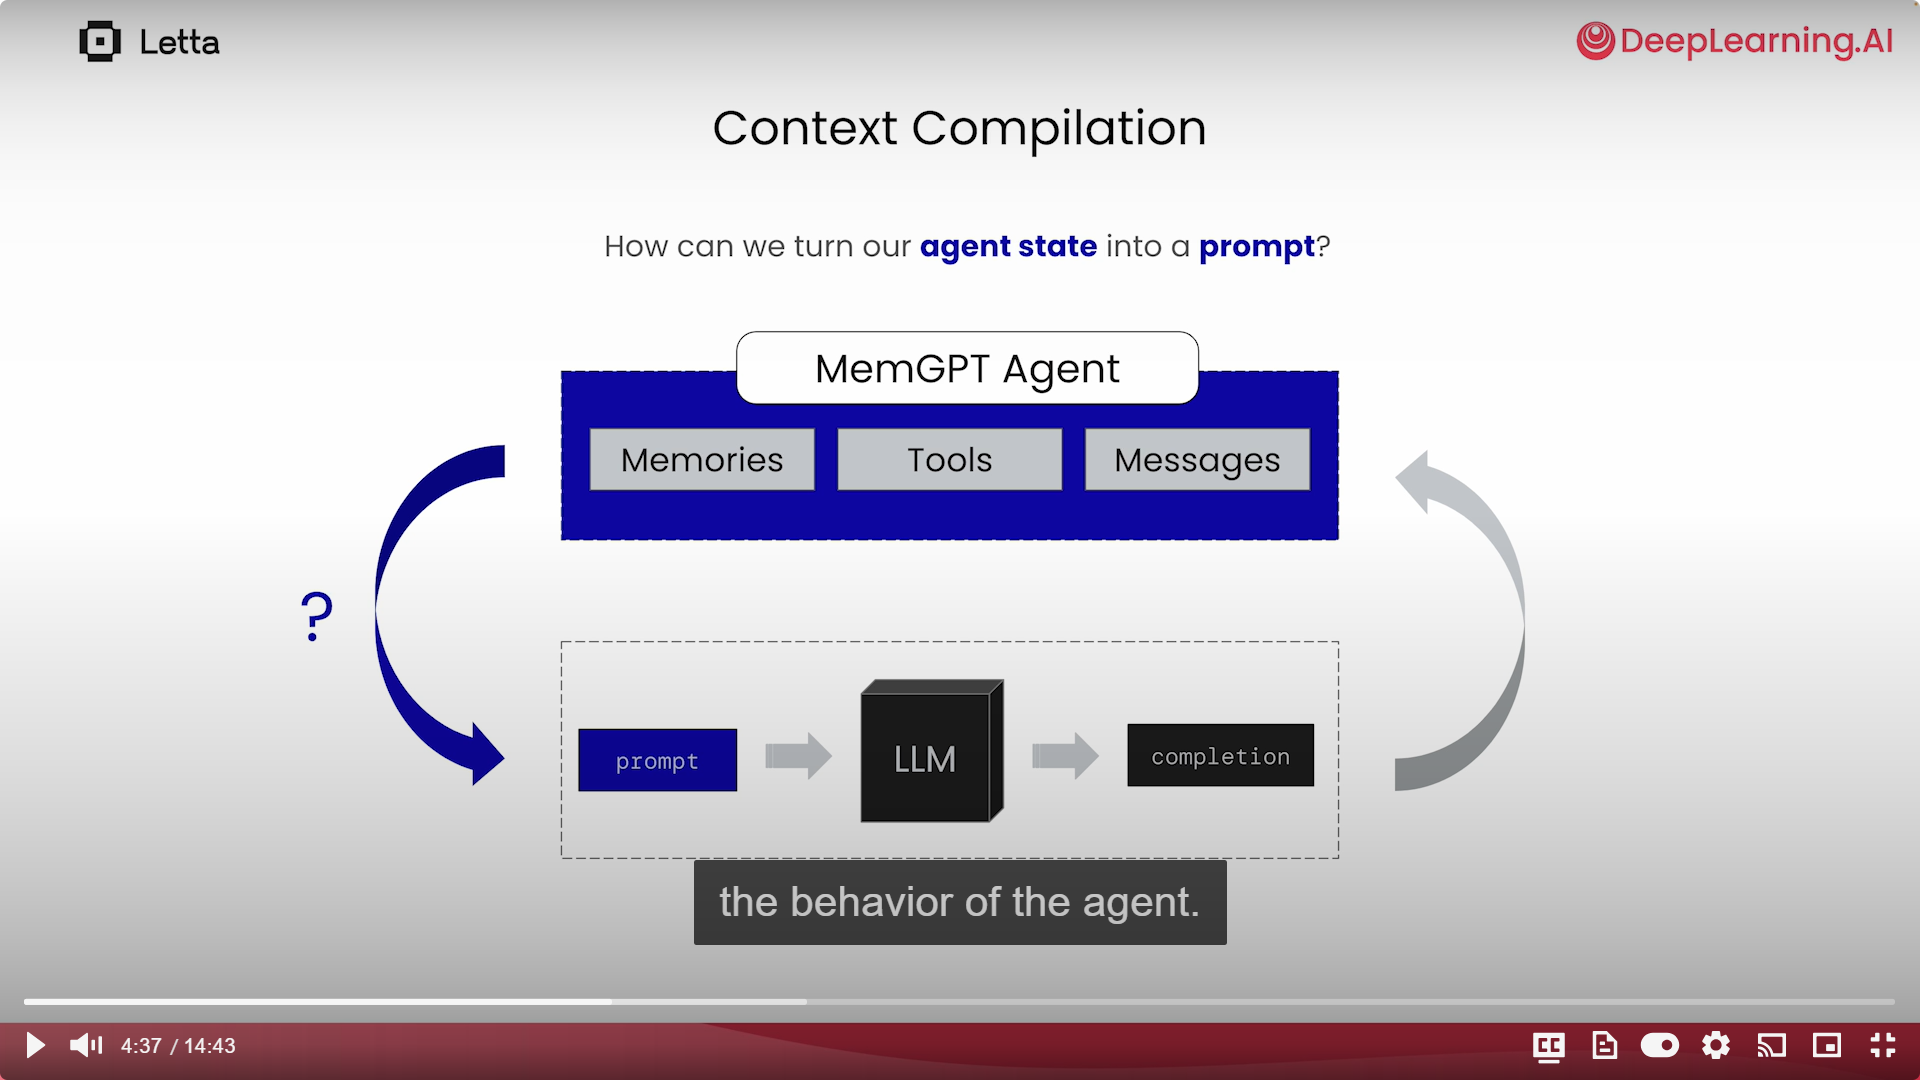 Letta
DeepLearning.AI
Context Compilation
How can we turn our agent state into a prompt?
MemGPT Agent
Memories
Tools
Messages
?
prompt
LLM
completion
the behavior of the agent.
4:37 / 14:43
CC